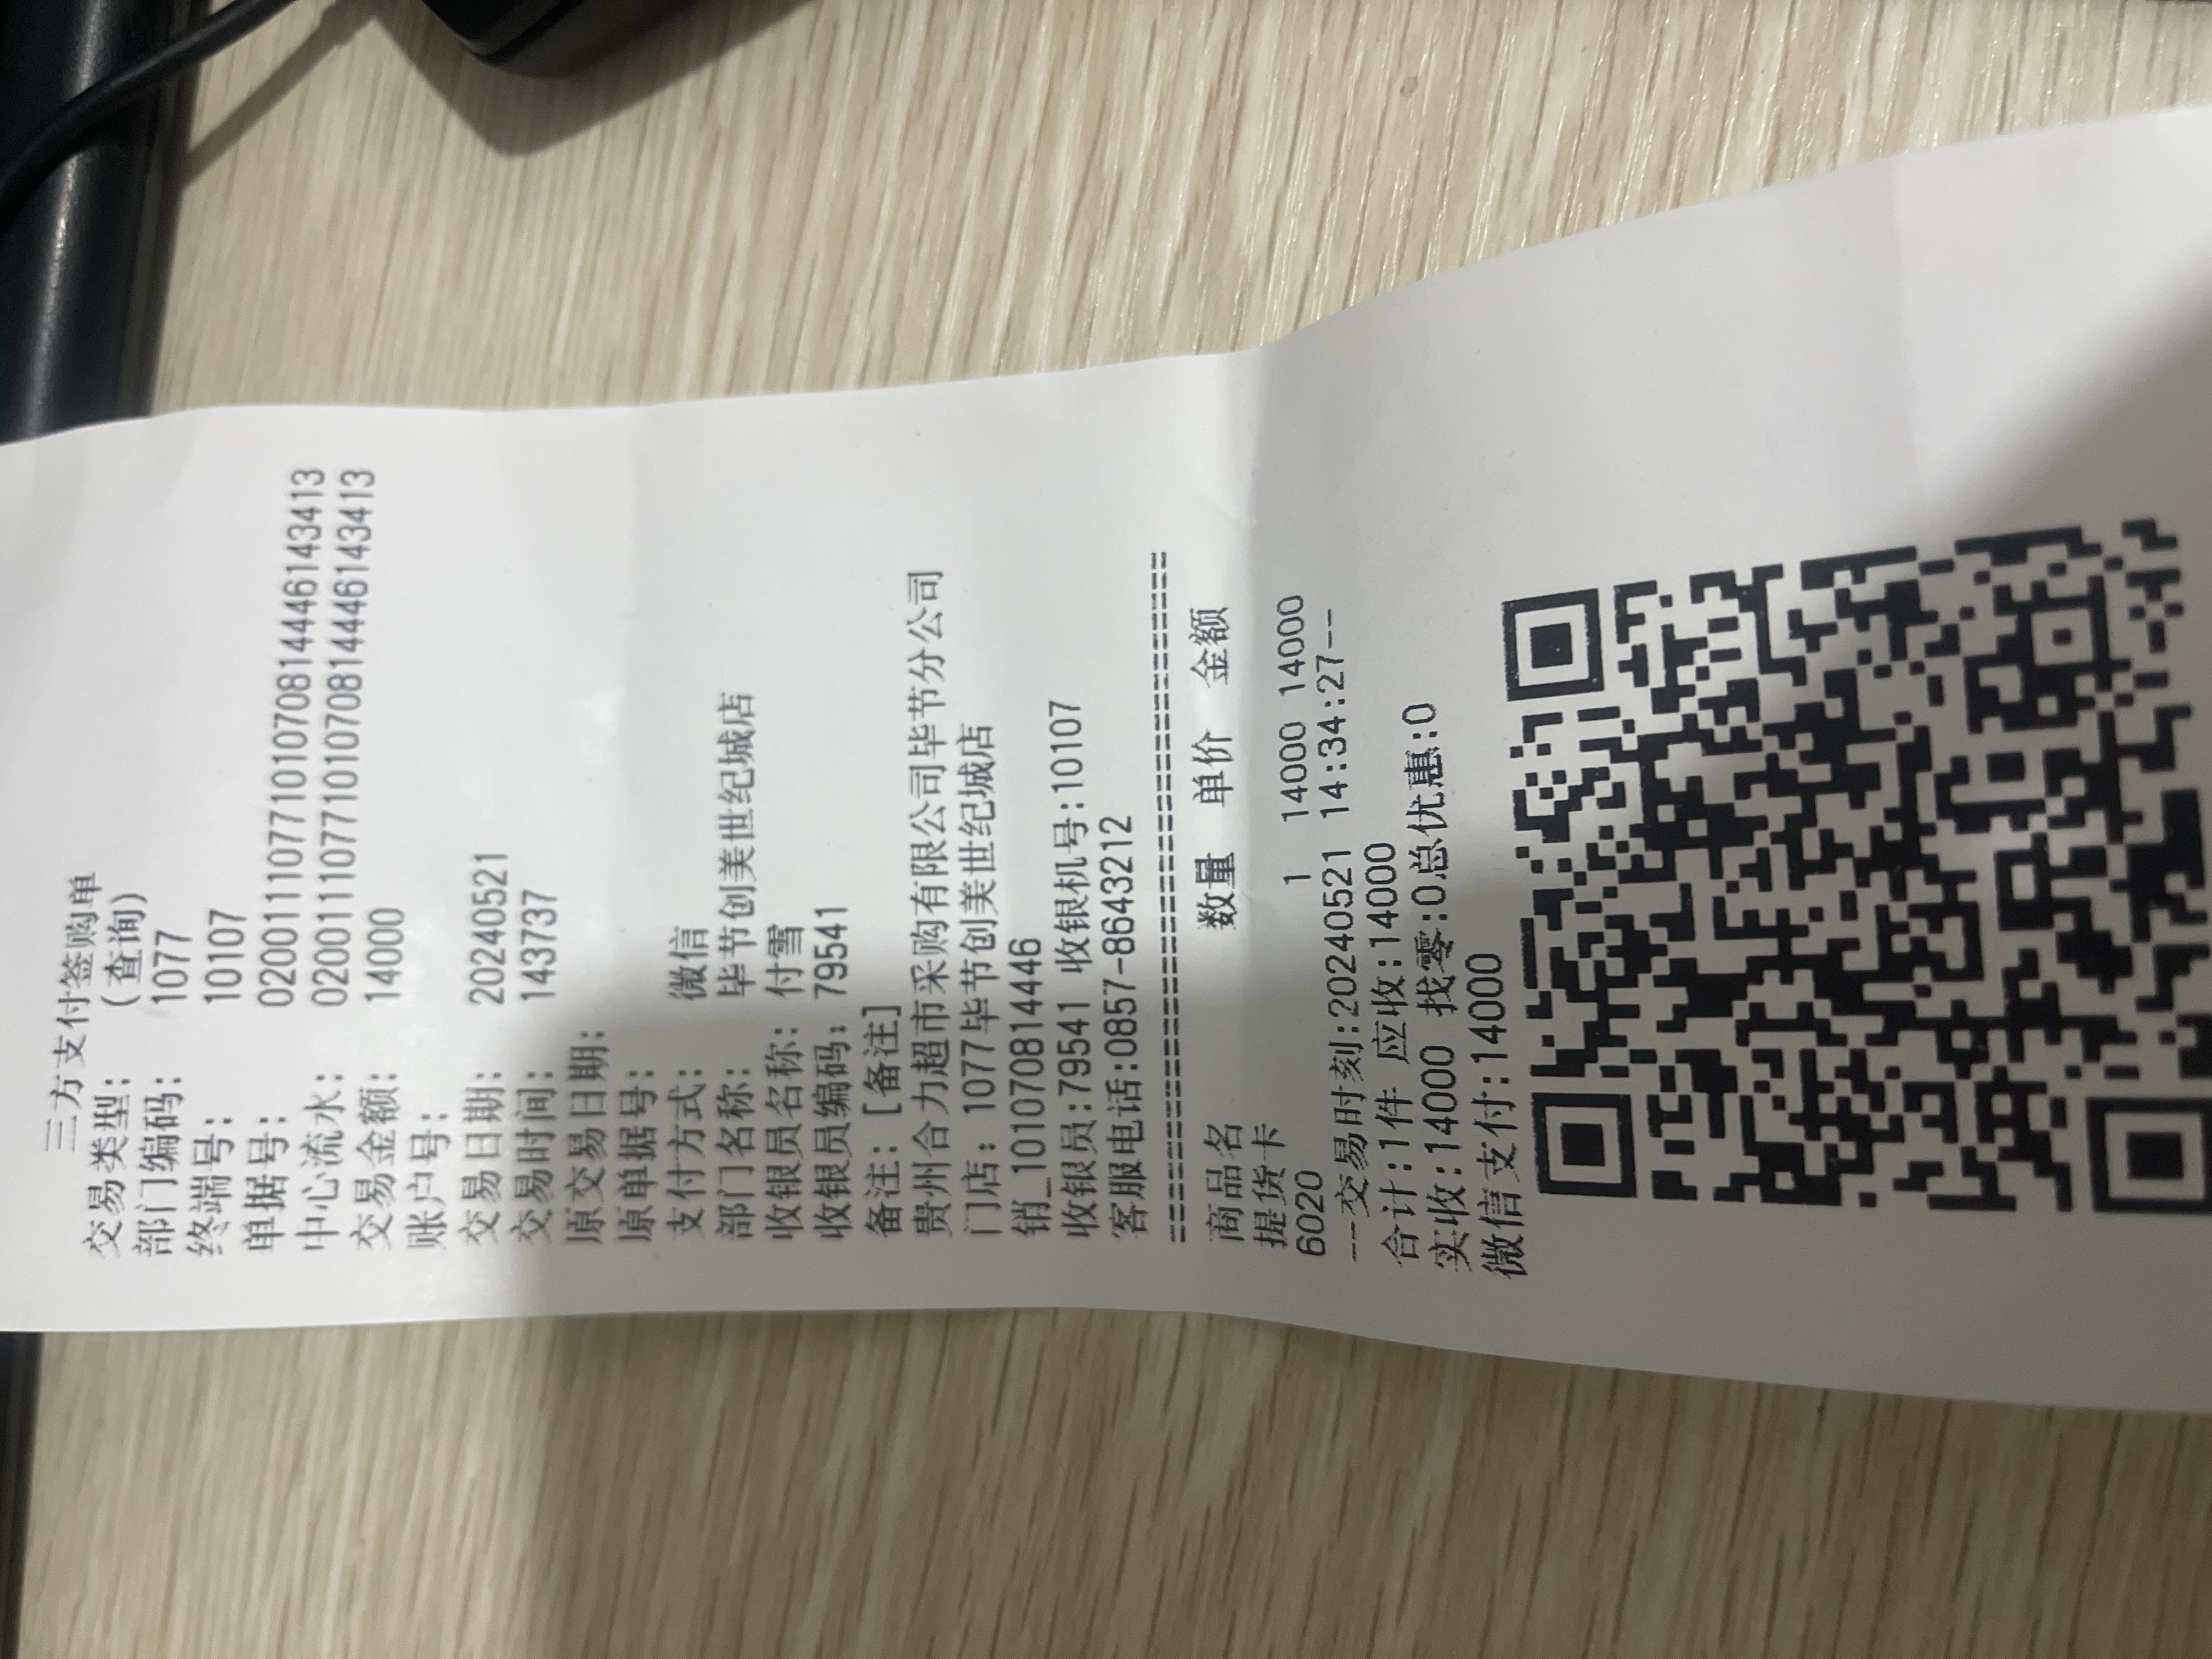 三方支付签购单
交易类型: (查询)
部门编码: 1077
终端号: 10107
单据号: 02001110771010708144461​43413
中心流水: 0200111077101070814446143413
交易金额: 14000
账户号:
交易日期: 20240521
交易时间: 143737
原交易日期:
原单据号:
支付方式: 微信
部门名称: 毕节创美世纪城店
收银员名称: 付雪
收银员编码: 79541
备注: [备注]
贵州合力超市采购有限公司毕节分公司
门店: 1077毕节创美世纪城店
销_101070814446
收银员:79541 收银机号:10107
客服电话:0857-8643212
================================
商品名 数量 单价 金额
提货卡
6020 1 14000 14000
--交易时刻:20240521 14:34:27--
合计:1件 应收:14000
实收:14000 找零:0总优惠:0
微信支付:14000